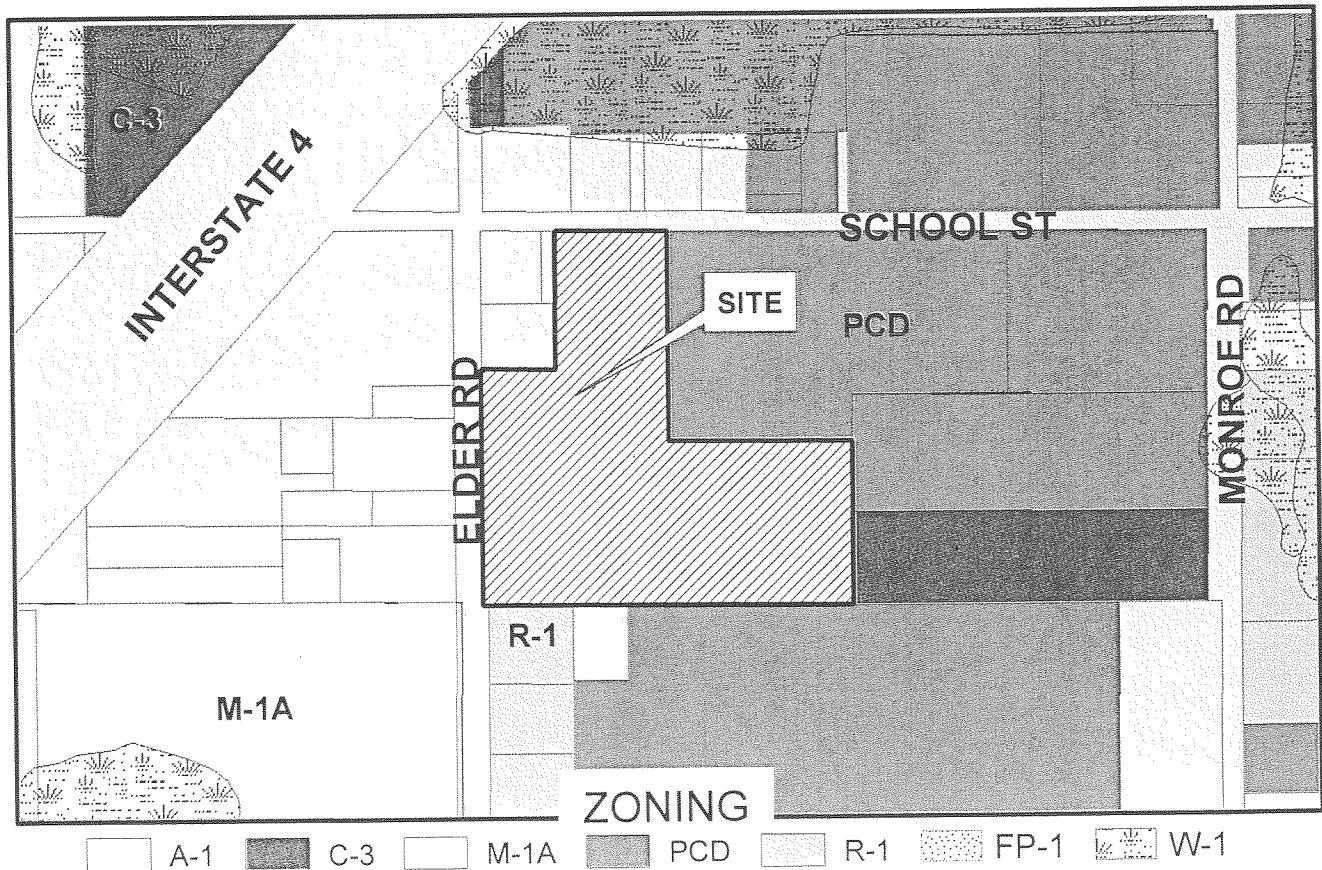 C-3
INTERSTATE 4
SCHOOL ST
SITE
PCD
ELDER RD
MONROE RD
R-1
M-1A
ZONING
A-1 C-3 M-1A PCD R-1 FP-1 W-1